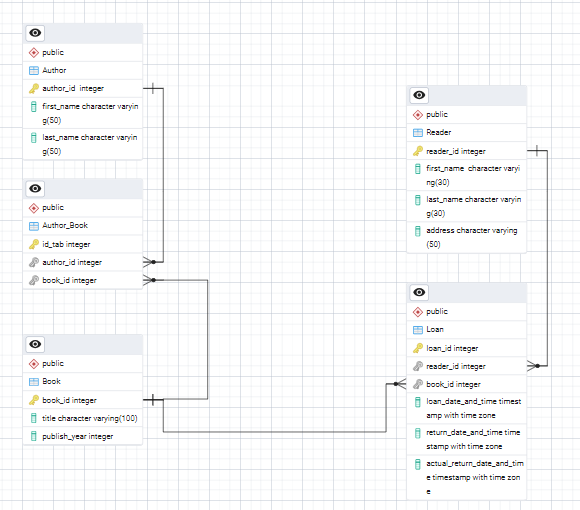 public
Author
author_id integer
first_name character varyin
g(50)
last_name character varyin
g(50)
public
Author_Book
id_tab integer
author_id integer
book_id integer
public
Book
book_id integer
title character varying(100)
publish_year integer
public
Reader
reader_id integer
first_name character varyi
ng(30)
last_name character varyin
g(30)
address character varying
(50)
public
Loan
loan_id integer
reader_id integer
book_id integer
loan_date_and_time timest
amp with time zone
return_date_and_time time
stamp with time zone
actual_return_date_and_tim
e timestamp with time zon
e